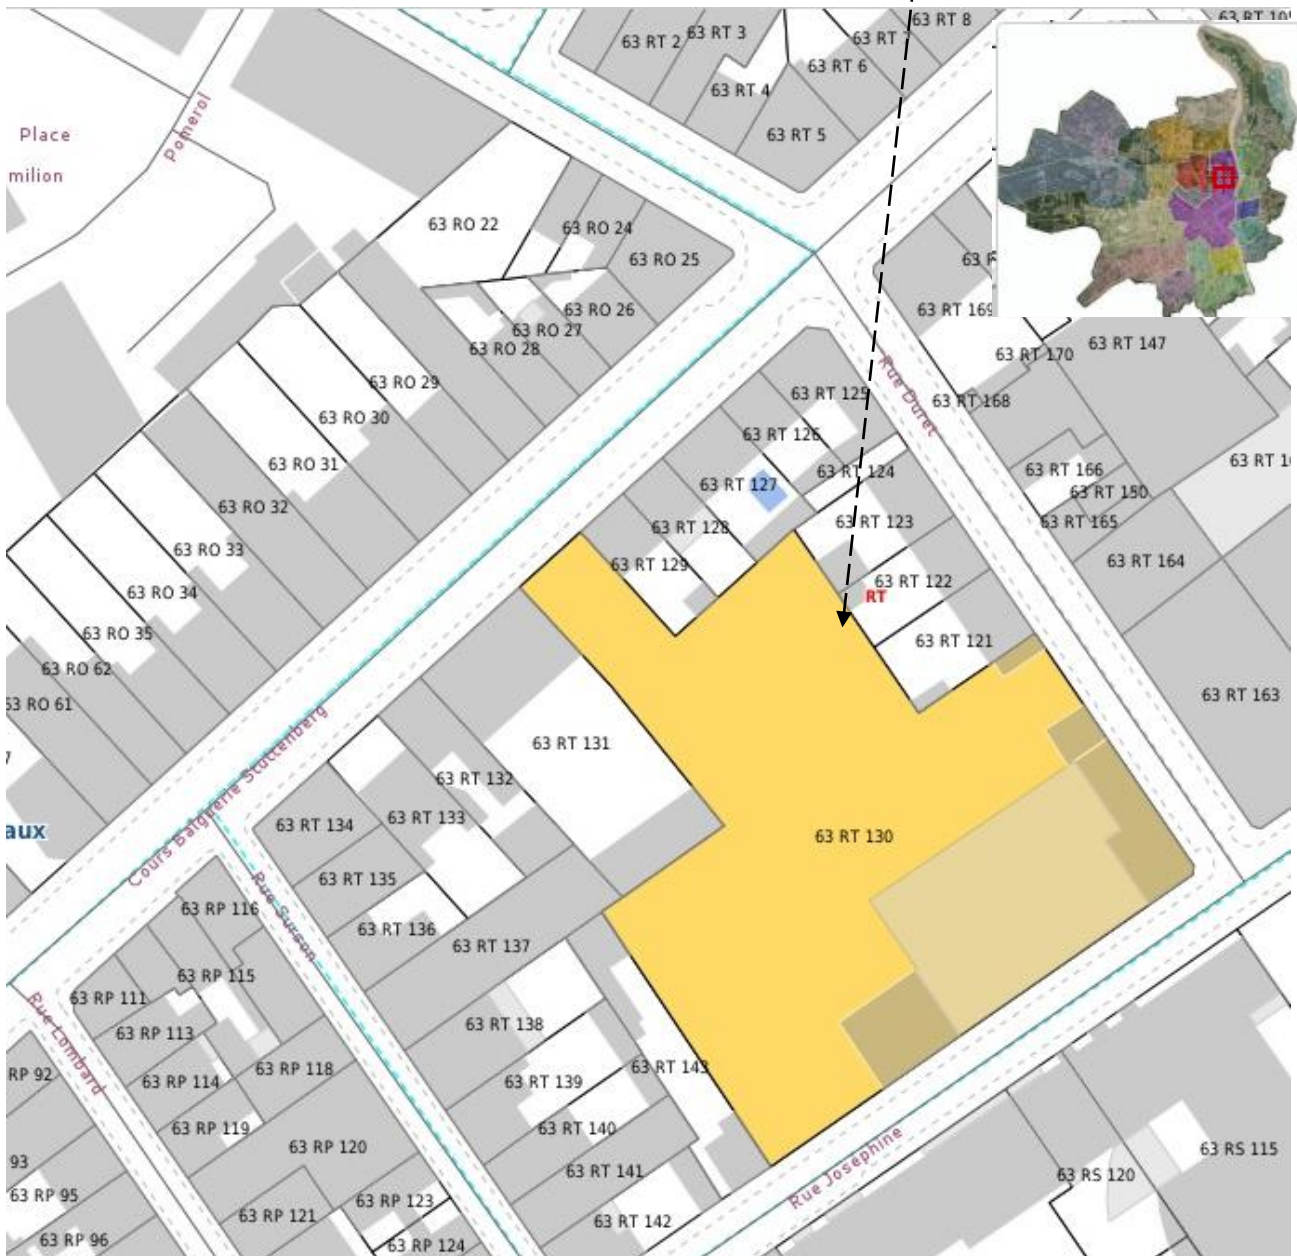 63 RT 8
63 RT 3
63 RT 2
63 RT 7
63 RT 6
63 RT 4
63 RT 5
Place
milion
Pomerol
63 RO 22
63 RO 24
63 RO 25
63 RO 26
63 RO 27
63 RO 28
63 RO 29
63 RO 30
63 RO 31
63 RO 32
63 RO 33
63 RO 34
63 RO 35
63 RO 62
63 RO 61
63 RT 169
63 RT 170
63 RT 147
63 RT 168
Rue Duret
63 RT 125
63 RT 126
63 RT 124
63 RT 127
63 RT 166
63 RT 150
63 RT 165
63 RT 123
63 RT 128
63 RT 129
63 RT 122
RT
63 RT 164
63 RT 121
63 RT 163
63 RT 131
63 RT 132
63 RT 133
63 RT 134
63 RT 130
aux
Cours Balguerie Stuttenberg
63 RT 135
63 RT 136
63 RT 137
Rue Surson
63 RP 116
63 RP 115
63 RP 111
63 RP 113
Rue Lombard
63 RT 138
63 RT 143
63 RP 118
63 RP 114
RP 92
63 RT 139
63 RP 119
63 RT 140
63 RP 120
93
63 RT 141
63 RP 95
63 RP 123
63 RP 121
63 RT 142
63 RP 96
63 RP 124
Rue Josephine
63 RS 120
63 RS 115